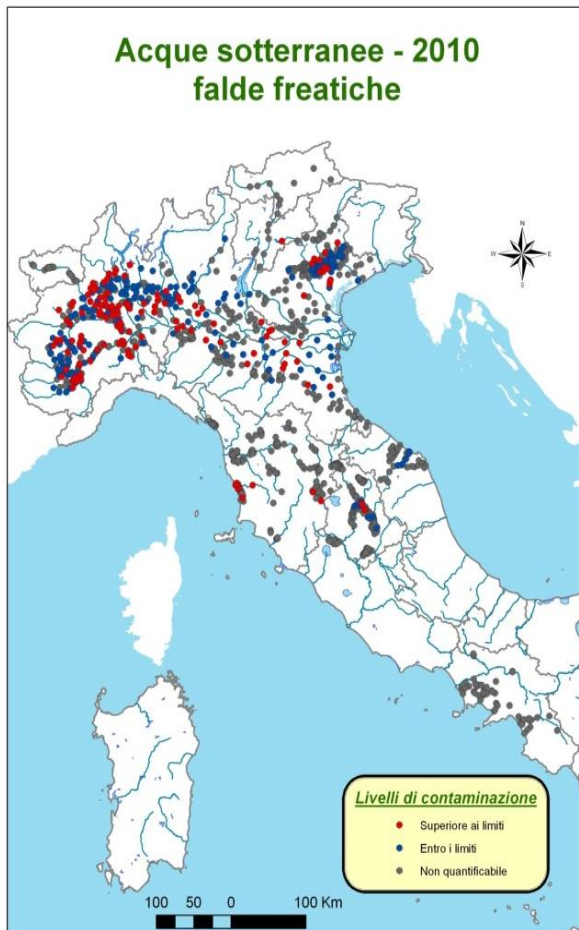 Acque sotterranee - 2010
falde freatiche
N
W E
S
Livelli di contaminazione
Superiore ai limiti
Entro i limiti
Non quantificabile
100 50 0 100 Km